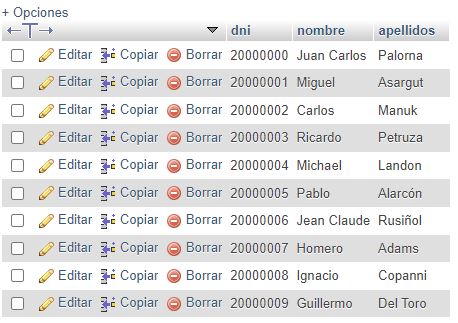 + Opciones
dni nombre apellidos
Editar Copiar Borrar 20000000 Juan Carlos Palorna
Editar Copiar Borrar 20000001 Miguel Asargut
Editar Copiar Borrar 20000002 Carlos Manuk
Editar Copiar Borrar 20000003 Ricardo Petruza
Editar Copiar Borrar 20000004 Michael Landon
Editar Copiar Borrar 20000005 Pablo Alarcón
Editar Copiar Borrar 20000006 Jean Claude Rusiñol
Editar Copiar Borrar 20000007 Homero Adams
Editar Copiar Borrar 20000008 Ignacio Copanni
Editar Copiar Borrar 20000009 Guillermo Del Toro